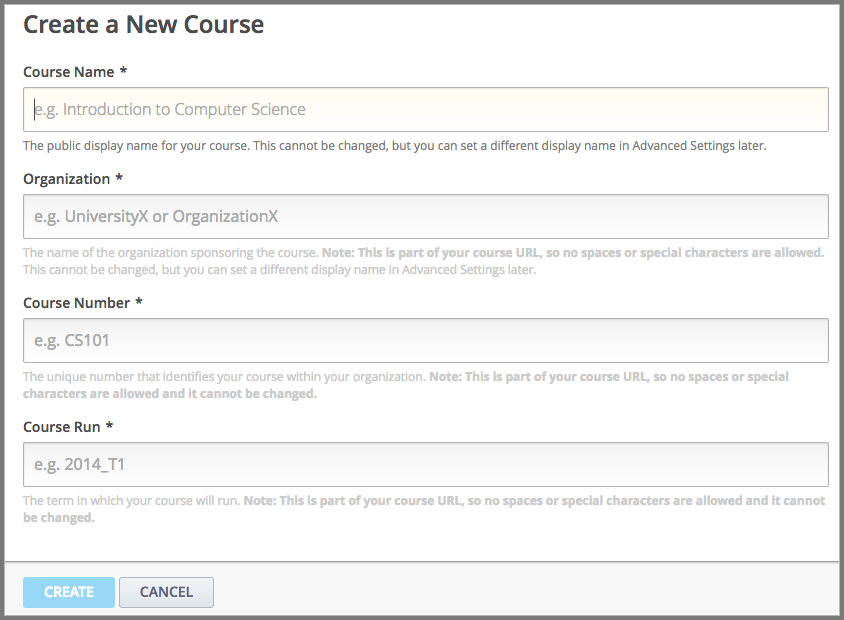 Create a New Course
Course Name *
e.g. Introduction to Computer Science
The public display name for your course. This cannot be changed, but you can set a different display name in Advanced Settings later.
Organization *
e.g. UniversityX or OrganizationX
The name of the organization sponsoring the course. Note: This is part of your course URL, so no spaces or special characters are allowed.
This cannot be changed, but you can set a different display name in Advanced Settings later.
Course Number *
e.g. CS101
The unique number that identifies your course within your organization. Note: This is part of your course URL, so no spaces or special
characters are allowed and it cannot be changed.
Course Run *
e.g. 2014_T1
The term in which your course will run. Note: This is part of your course URL, so no spaces or special characters are allowed and it cannot
be changed.
CREATE CANCEL